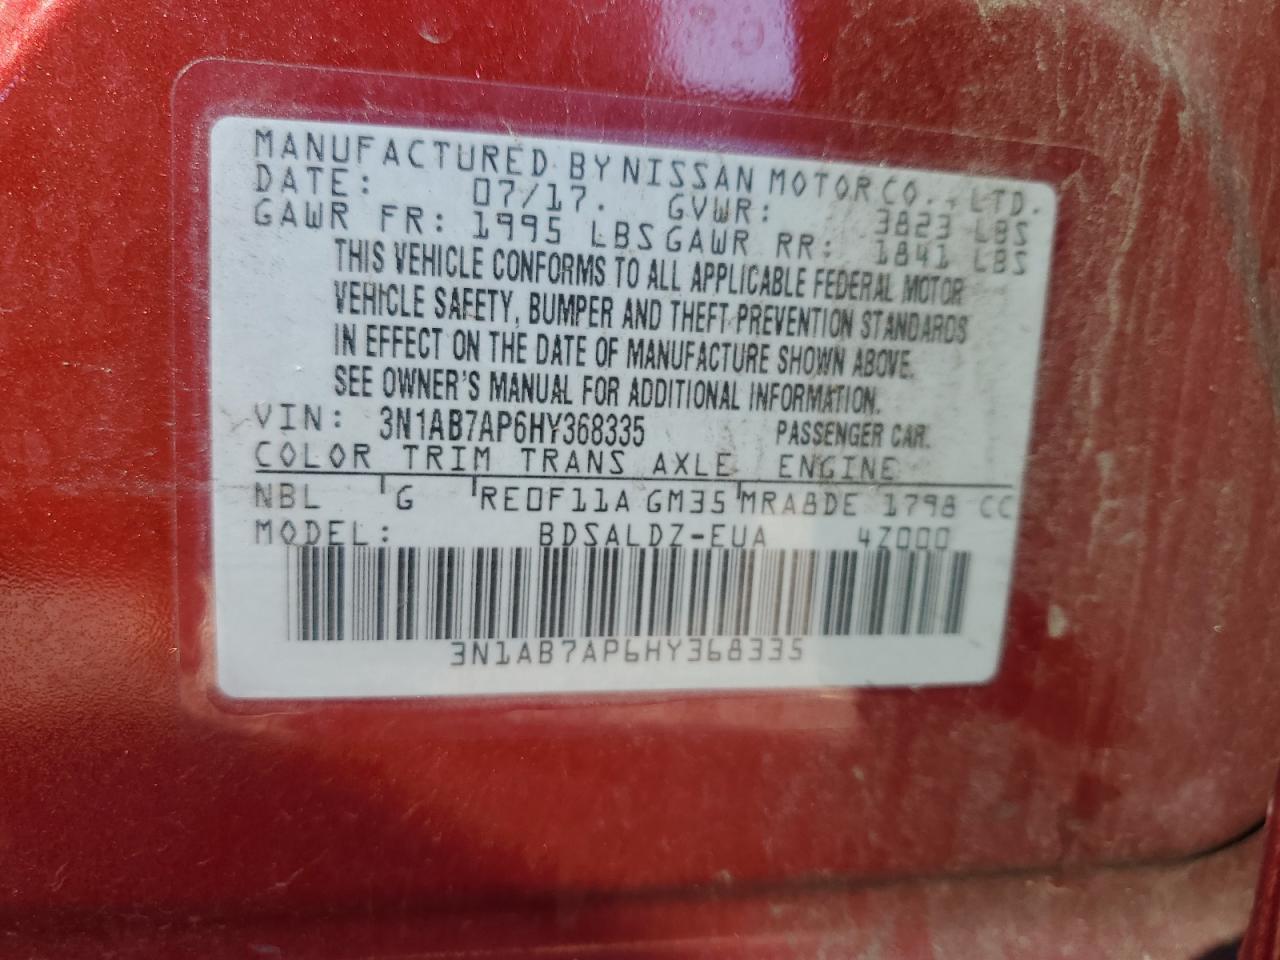 MANUFACTURED BY NISSAN MOTOR CO., LTD.
DATE: 07/17. GVWR: 3823 LBS
GAWR FR: 1995 LBS GAWR RR: 1841 LBS
THIS VEHICLE CONFORMS TO ALL APPLICABLE FEDERAL MOTOR
VEHICLE SAFETY, BUMPER AND THEFT PREVENTION STANDARDS
IN EFFECT ON THE DATE OF MANUFACTURE SHOWN ABOVE.
SEE OWNER'S MANUAL FOR ADDITIONAL INFORMATION.
VIN: 3N1AB7AP6HY368335 PASSENGER CAR.
COLOR TRIM TRANS AXLE ENGINE
NBL G RE0F11A GM35 MRA8DE 1798 CC
MODEL: BDSALDZ-EUA 4Z000
3N1AB7AP6HY368335